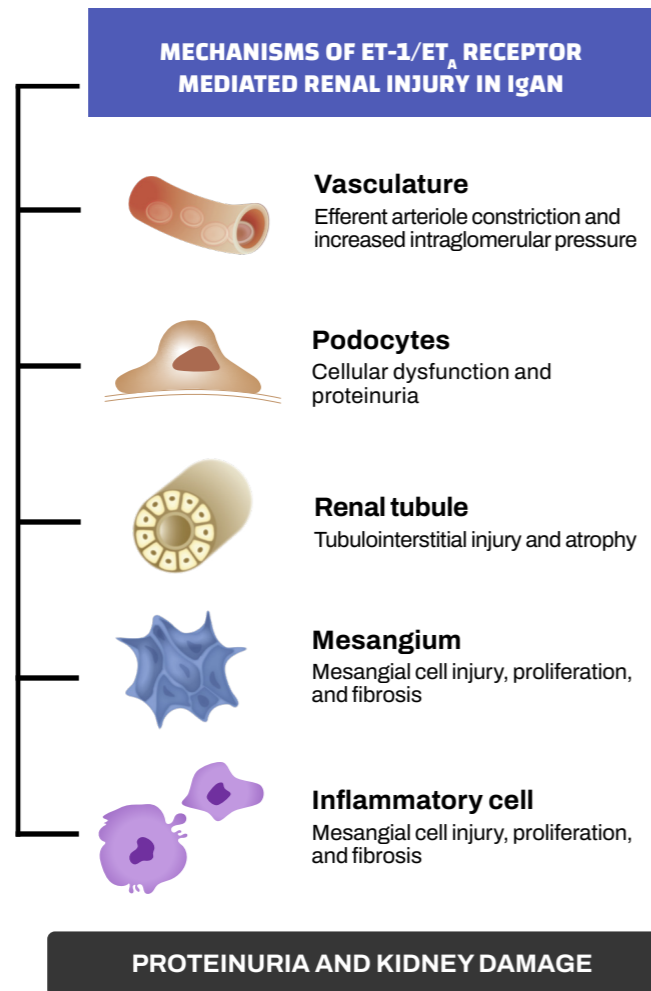 MECHANISMS OF ET-1/ET_A RECEPTOR
MEDIATED RENAL INJURY IN IgAN
Vasculature
Efferent arteriole constriction and
increased intraglomerular pressure
Podocytes
Cellular dysfunction and
proteinuria
Renal tubule
Tubulointerstitial injury and atrophy
Mesangium
Mesangial cell injury, proliferation,
and fibrosis
Inflammatory cell
Mesangial cell injury, proliferation,
and fibrosis
PROTEINURIA AND KIDNEY DAMAGE